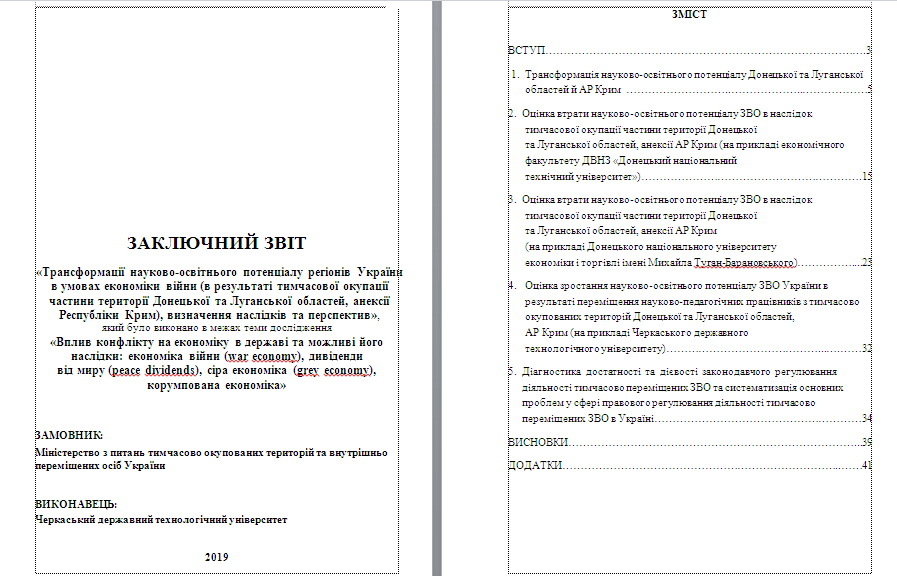 ЗАКЛЮЧНИЙ ЗВІТ
«Трансформації науково-освітнього потенціалу регіонів України
в умовах економіки війни (в результаті тимчасової окупації
частини території Донецької та Луганської областей, анексії
Республіки Крим), визначення наслідків та перспектив»,
який було виконано в межах теми дослідження
«Вплив конфлікту на економіку в державі та можливі його
наслідки: економіка війни (war economy), дивіденди
від миру (peace dividends), сіра економіка (grey economy),
корумпована економіка»
ЗАМОВНИК:
Міністерство з питань тимчасово окупованих територій та внутрішньо
переміщених осіб України
ВИКОНАВЕЦЬ:
Черкаський державний технологічний університет
2019
ЗМІСТ
ВСТУП…………………………………………………………………………3
1. Трансформація науково-освітнього потенціалу Донецької та Луганської
областей й АР Крим …………………………………………...……………5
2. Оцінка втрати науково-освітнього потенціалу ЗВО в наслідок
тимчасової окупації частини території Донецької
та Луганської областей, анексії АР Крим (на прикладі економічного
факультету ДВНЗ «Донецький національний
технічний університет»)……………………………………………………15
3. Оцінка втрати науково-освітнього потенціалу ЗВО в наслідок
тимчасової окупації частини території Донецької
та Луганської областей, анексії АР Крим
(на прикладі Донецького національного університету
економіки і торгівлі імені Михайла Туган-Барановського)………………23
4. Оцінка зростання науково-освітнього потенціалу ЗВО України в
результаті переміщення науково-педагогічних працівників з тимчасово
окупованих територій Донецької та Луганської областей,
АР Крим (на прикладі Черкаського державного
технологічного університету)………………………………………………32
5. Діагностика достатності та дієвості законодавчого регулювання
діяльності тимчасово переміщених ЗВО та систематизація основних
проблем у сфері правового регулювання діяльності тимчасово
переміщених ЗВО в Україні…………………………………………………34
ВИСНОВКИ……………………………………………………………………39
ДОДАТКИ………………………………………………………………...……41